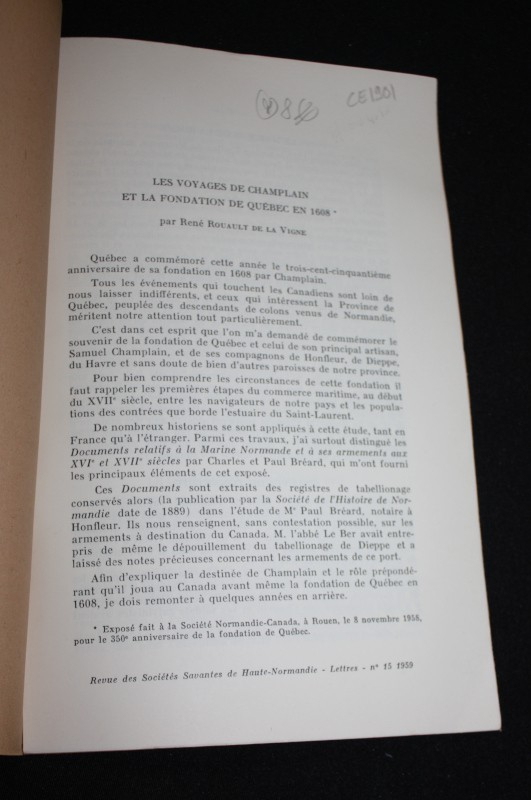 CE1901
LES VOYAGES DE CHAMPLAIN
ET LA FONDATION DE QUÉBEC EN 1608 *
par René ROUAULT DE LA VIGNE
Québec a commémoré cette année le trois-cent-cinquantième
anniversaire de sa fondation en 1608 par Champlain.
Tous les événements qui touchent les Canadiens sont loin de
nous laisser indifférents, et ceux qui intéressent la Province de
Québec, peuplée des descendants de colons venus de Normandie,
méritent notre attention tout particulièrement.
C'est dans cet esprit que l'on m'a demandé de commémorer le
souvenir de la fondation de Québec et celui de son principal artisan,
Samuel Champlain, et de ses compagnons de Honfleur, de Dieppe,
du Havre et sans doute de bien d'autres paroisses de notre province.
Pour bien comprendre les circonstances de cette fondation il
faut rappeler les premières étapes du commerce maritime, au début
du XVIIe siècle, entre les navigateurs de notre pays et les popula-
tions des contrées que borde l'estuaire du Saint-Laurent.
De nombreux historiens se sont appliqués à cette étude, tant en
France qu'à l'étranger. Parmi ces travaux, j'ai surtout distingué les
Documents relatifs à la Marine Normande et à ses armements aux
XVIe et XVIIe siècles par Charles et Paul Bréard, qui m'ont fourni
les principaux éléments de cet exposé.
Ces Documents sont extraits des registres de tabellionage
conservés alors (la publication par la Société de l'Histoire de Nor-
mandie date de 1889) dans l'étude de Me Paul Bréard, notaire à
Honfleur. Ils nous renseignent, sans contestation possible, sur les
armements à destination du Canada. M. l'abbé Le Ber avait entre-
pris de même le dépouillement du tabellionage de Dieppe et a
laissé des notes précieuses concernant les armements de ce port.
Afin d'expliquer la destinée de Champlain et le rôle prépondé-
rant qu'il joua au Canada avant même la fondation de Québec en
1608, je dois remonter à quelques années en arrière.
* Exposé fait à la Société Normandie-Canada, à Rouen, le 8 novembre 1958,
pour le 350e anniversaire de la fondation de Québec.
Revue des Sociétés Savantes de Haute-Normandie - Lettres - n° 15 1959